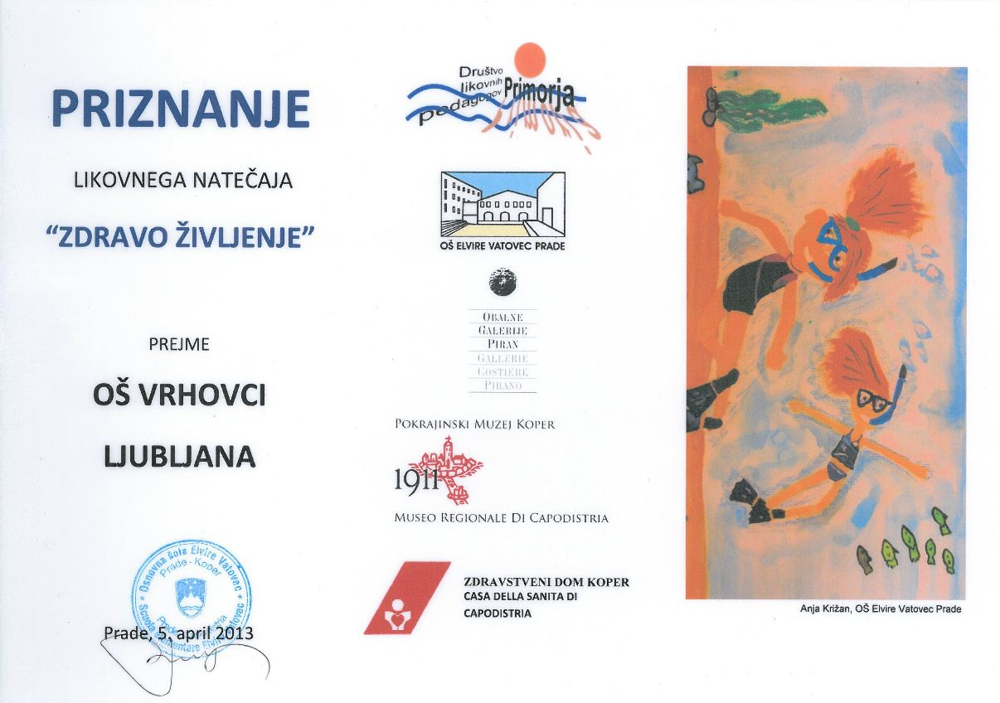 PRIZNANJE
LIKOVNEGA NATEČAJA
“ZDRAVO ŽIVLJENJE”
PREJME
OŠ VRHOVCI
LJUBLJANA
Osnovna šola Elvire Vatovec
Prade - Koper
Scuola Elementare Elvire Vatovec
Prade, 5. april 2013
Društvo
likovnih
pedagogov Primorja
OŠ ELVIRE VATOVEC PRADE
OBALNE
GALERIJE
PIRAN
GALLERIE
COSTIERE
PIRANO
POKRAJINSKI MUZEJ KOPER
1911
MUSEO REGIONALE DI CAPODISTRIA
ZDRAVSTVENI DOM KOPER
CASA DELLA SANITA DI
CAPODISTRIA
Anja Križan, OŠ Elvire Vatovec Prade